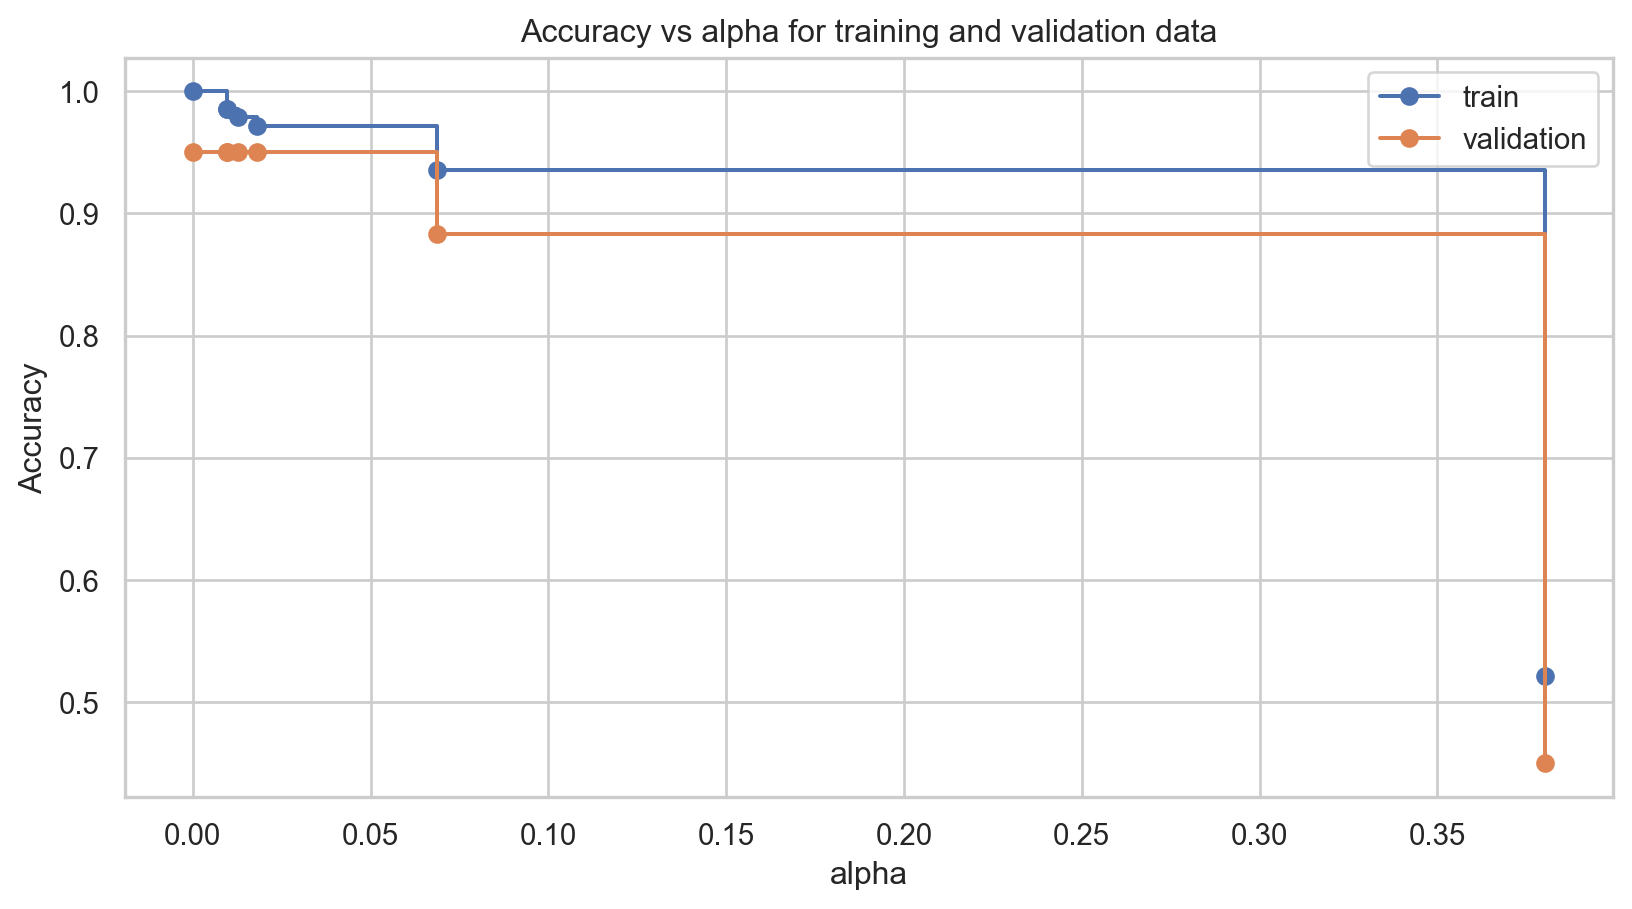 Accuracy vs alpha for training and validation data
train
validation
1.0
0.9
0.8
0.7
0.6
0.5
Accuracy
0.00 0.05 0.10 0.15 0.20 0.25 0.30 0.35
alpha